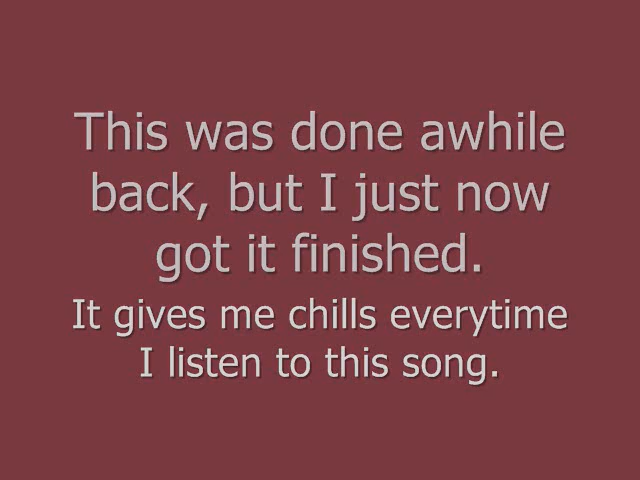 This was done awhile
back, but I just now
got it finished.
It gives me chills everytime
I listen to this song.